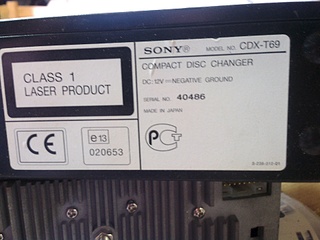 SONY® MODEL NO. CDX-T69
COMPACT DISC CHANGER
DC:12V ⎓ NEGATIVE GROUND
SERIAL NO. 40486
MADE IN JAPAN
CLASS 1
LASER PRODUCT
CE
e13
020653